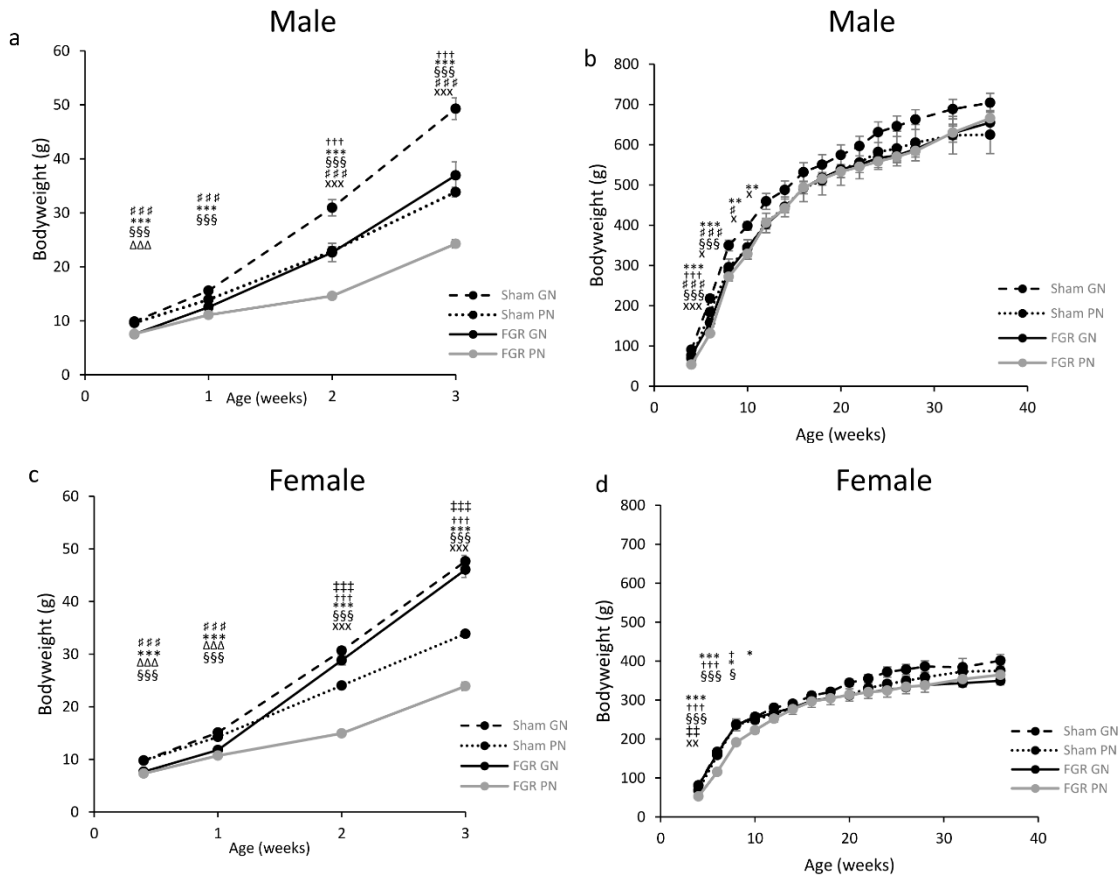 Male
a
60
50
40
30
20
10
0
Bodyweight (g)
♯♯♯
***
§§§
ΔΔΔ
♯♯♯
***
§§§
†††
***
§§§
♯♯♯
xxx
†††
***
§§§
♯♯♯
xxx
Sham GN
Sham PN
FGR GN
FGR PN
0
1
2
3
Age (weeks)
Male
b
800
700
600
500
400
300
200
100
0
Bodyweight (g)
***
†††
♯♯♯
§§§
xxx
***
♯♯♯
§§§
x
**
♯
x
**
x
Sham GN
Sham PN
FGR GN
FGR PN
0
10
20
30
40
Age (weeks)
Female
c
60
50
40
30
20
10
0
Bodyweight (g)
♯♯♯
***
ΔΔΔ
§§§
♯♯♯
***
ΔΔΔ
§§§
‡‡‡
†††
***
§§§
xxx
‡‡‡
†††
***
§§§
xxx
Sham GN
Sham PN
FGR GN
FGR PN
0
1
2
3
Age (weeks)
Female
d
800
700
600
500
400
300
200
100
0
Bodyweight (g)
***
†††
§§§
‡‡
xx
***
†††
§§§
†
*
§
*
Sham GN
Sham PN
FGR GN
FGR PN
0
10
20
30
40
Age (weeks)